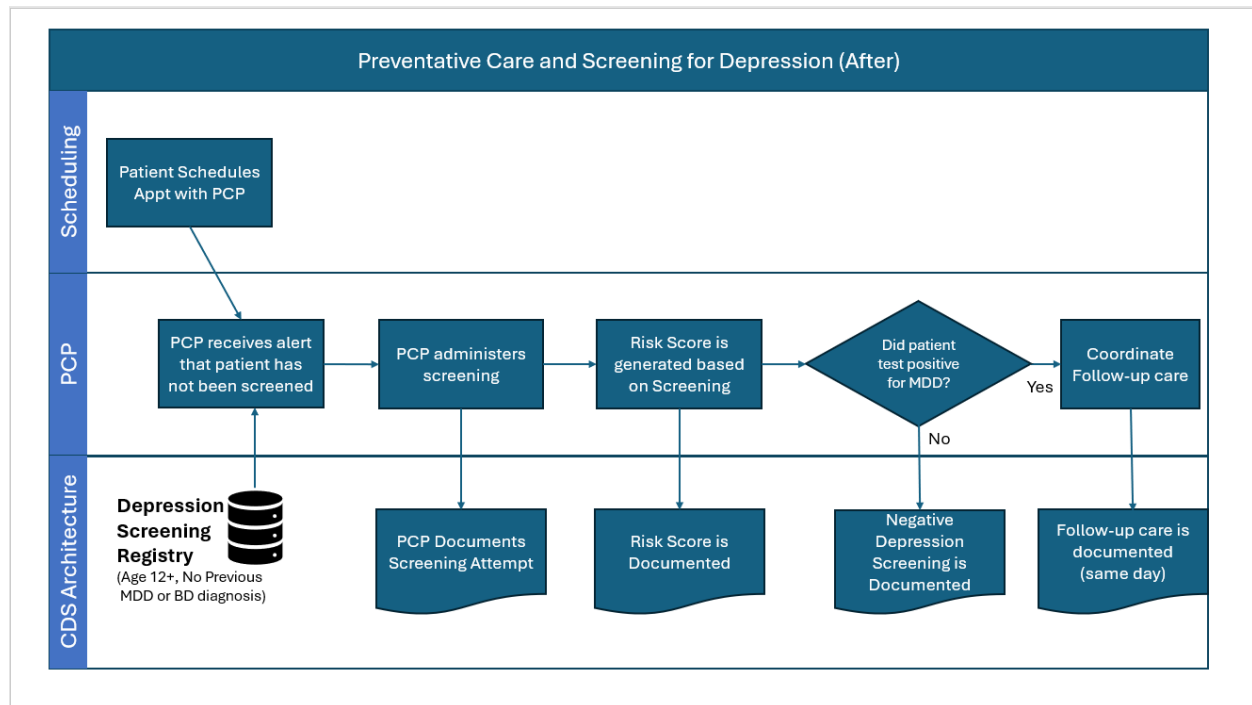 Preventative Care and Screening for Depression (After)
Scheduling
Patient Schedules
Appt with PCP
PCP
PCP receives alert
that patient has
not been screened
PCP administers
screening
Risk Score is
generated based
on Screening
Did patient
test positive
for MDD?
Yes
No
Coordinate
Follow-up care
CDS Architecture
Depression
Screening
Registry
(Age 12+, No Previous
MDD or BD diagnosis)
PCP Documents
Screening Attempt
Risk Score is
Documented
Negative
Depression
Screening is
Documented
Follow-up care is
documented
(same day)